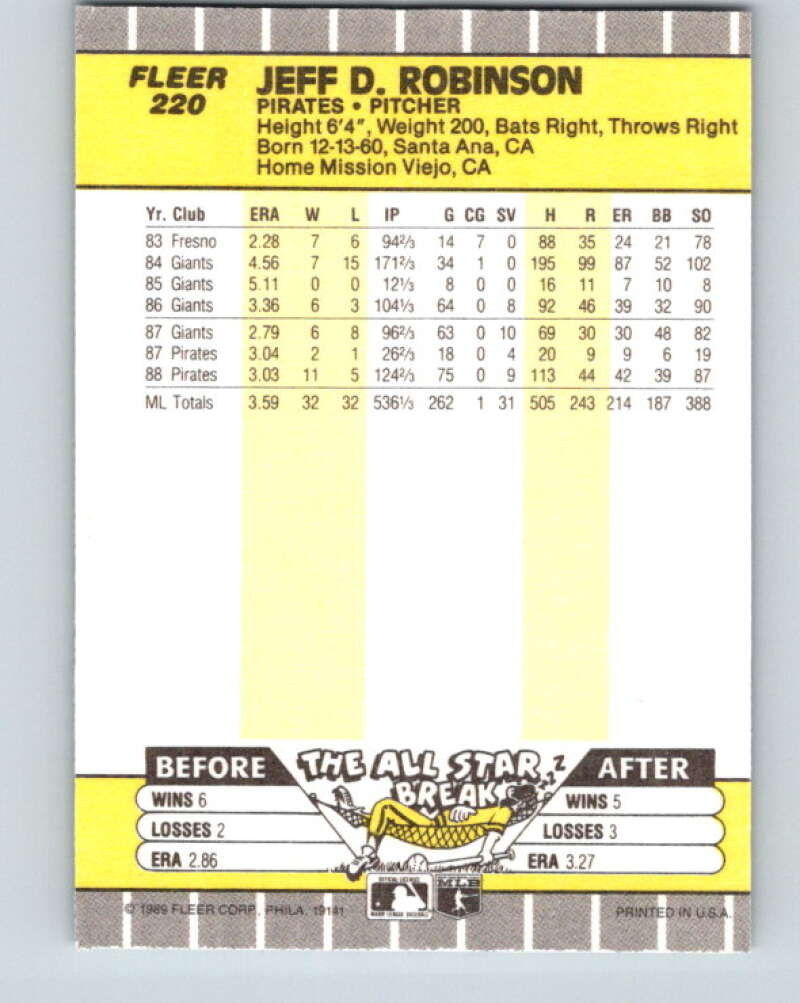 FLEER
220
JEFF D. ROBINSON
PIRATES • PITCHER
Height 6'4", Weight 200, Bats Right, Throws Right
Born 12-13-60, Santa Ana, CA
Home Mission Viejo, CA
Yr. Club ERA W L IP G CG SV H R ER BB SO
83 Fresno 2.28 7 6 94⅔ 14 7 0 88 35 24 21 78
84 Giants 4.56 7 15 171⅔ 34 1 0 195 99 87 52 102
85 Giants 5.11 0 0 12⅓ 8 0 0 16 11 7 10 8
86 Giants 3.36 6 3 104⅓ 64 0 8 92 46 39 32 90
87 Giants 2.79 6 8 96⅔ 63 0 10 69 30 30 48 82
87 Pirates 3.04 2 1 26⅔ 18 0 4 20 9 9 6 19
88 Pirates 3.03 11 5 124⅔ 75 0 9 113 44 42 39 87
ML Totals 3.59 32 32 536⅓ 262 1 31 505 243 214 187 388
BEFORE THE ALL STAR BREAK ZZZ AFTER
WINS 6 WINS 5
LOSSES 2 LOSSES 3
ERA 2.86 ERA 3.27
OFFICIAL LICENSEE
MAJOR LEAGUE BASEBALL
MLB
© 1989 FLEER CORP. PHILA. 19141
PRINTED IN U.S.A.